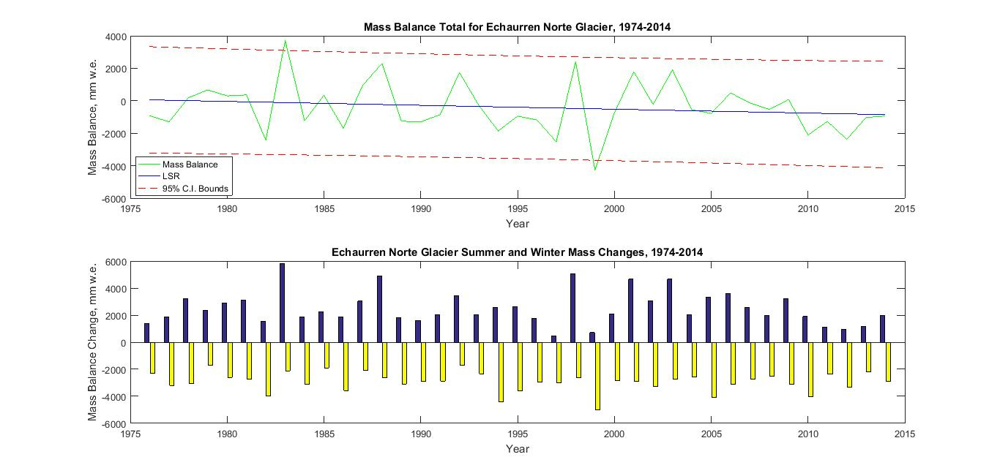 Mass Balance Total for Echaurren Norte Glacier, 1974-2014
Mass Balance, mm w.e.
4000
2000
0
-2000
-4000
-6000
Mass Balance
LSR
95% C.I. Bounds
1975 1980 1985 1990 1995 2000 2005 2010 2015
Year
Echaurren Norte Glacier Summer and Winter Mass Changes, 1974-2014
Mass Balance Change, mm w.e.
6000
4000
2000
0
-2000
-4000
-6000
1975 1980 1985 1990 1995 2000 2005 2010 2015
Year